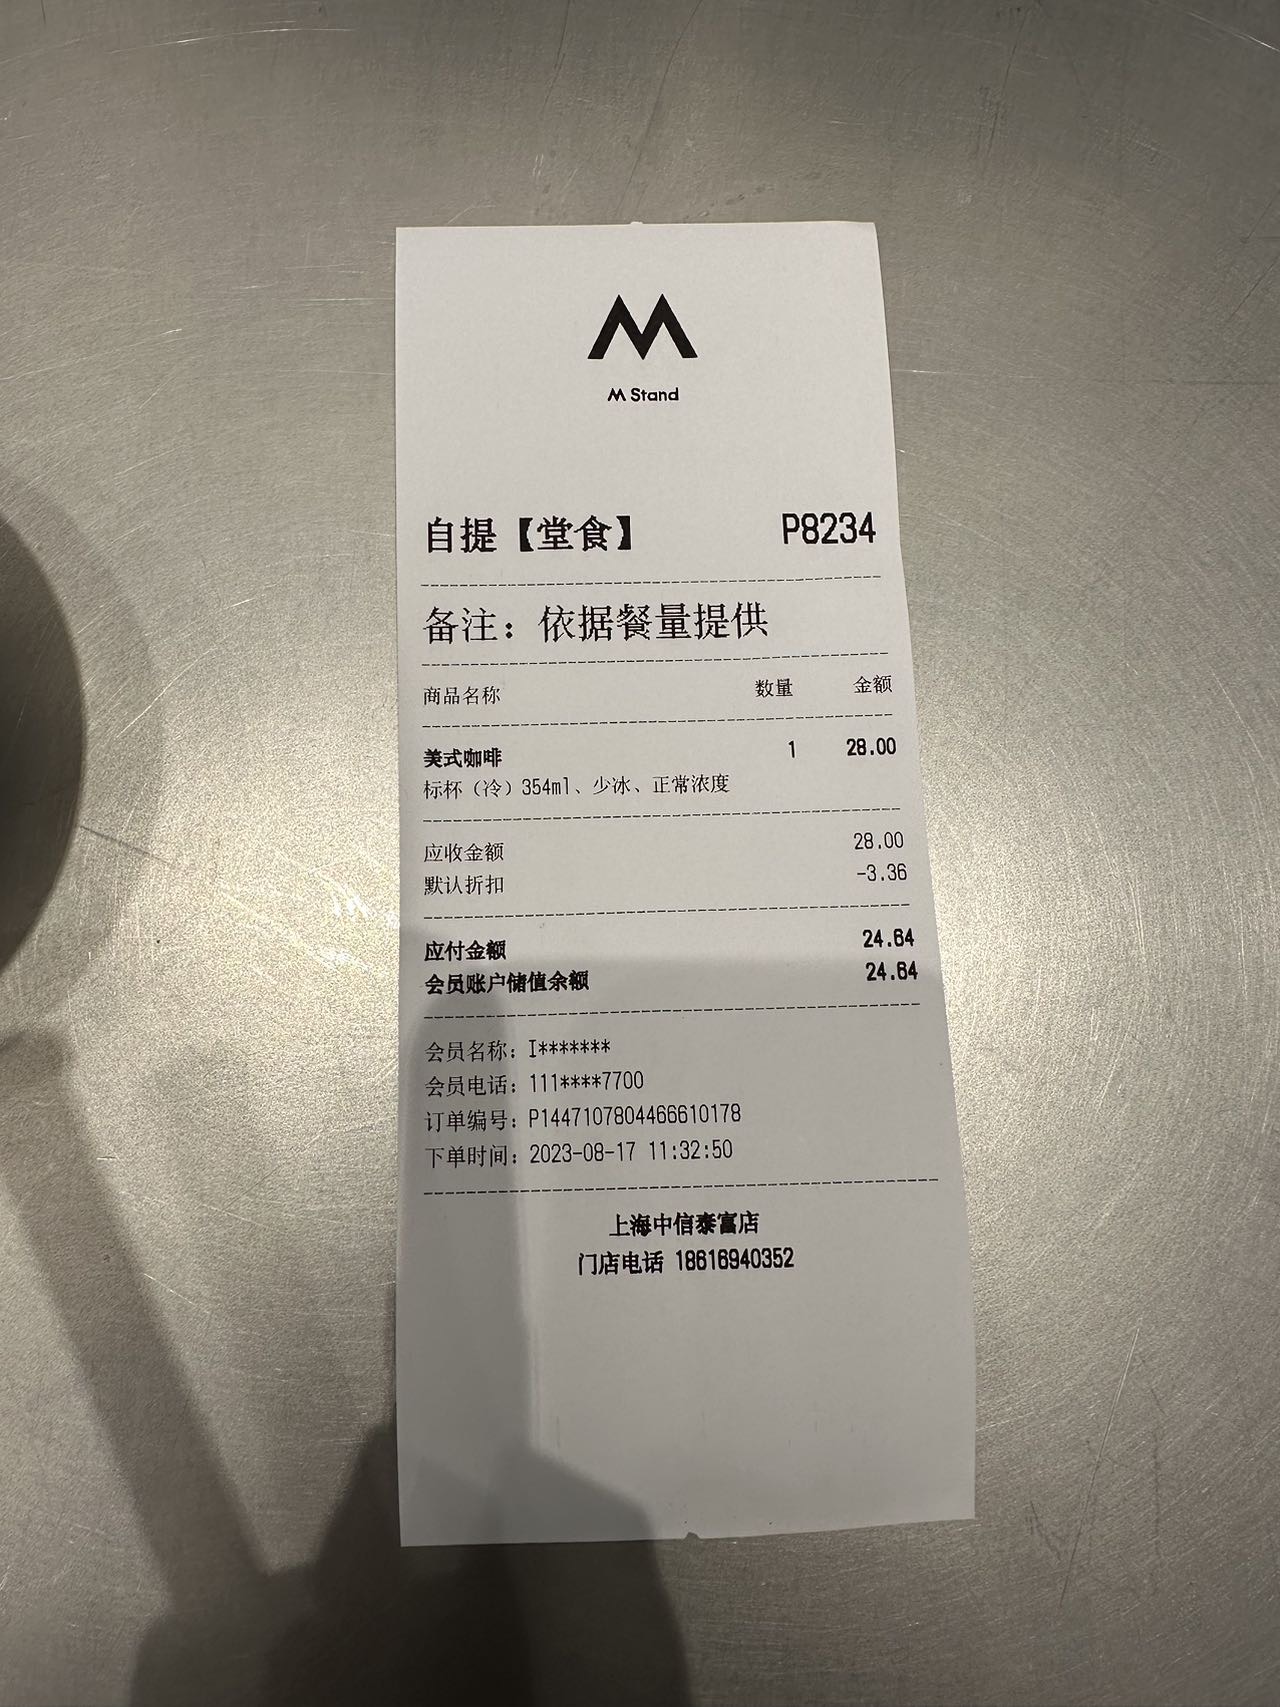 M Stand
自提【堂食】 P8234
备注：依据餐量提供
商品名称 数量 金额
美式咖啡 1 28.00
标杯（冷）354ml、少冰、正常浓度
应收金额 28.00
默认折扣 -3.36
应付金额 24.64
会员账户储值余额 24.64
会员名称：I*******
会员电话：111****7700
订单编号：P1447107804466610178
下单时间：2023-08-17 11:32:50
上海中信泰富店
门店电话 18616940352